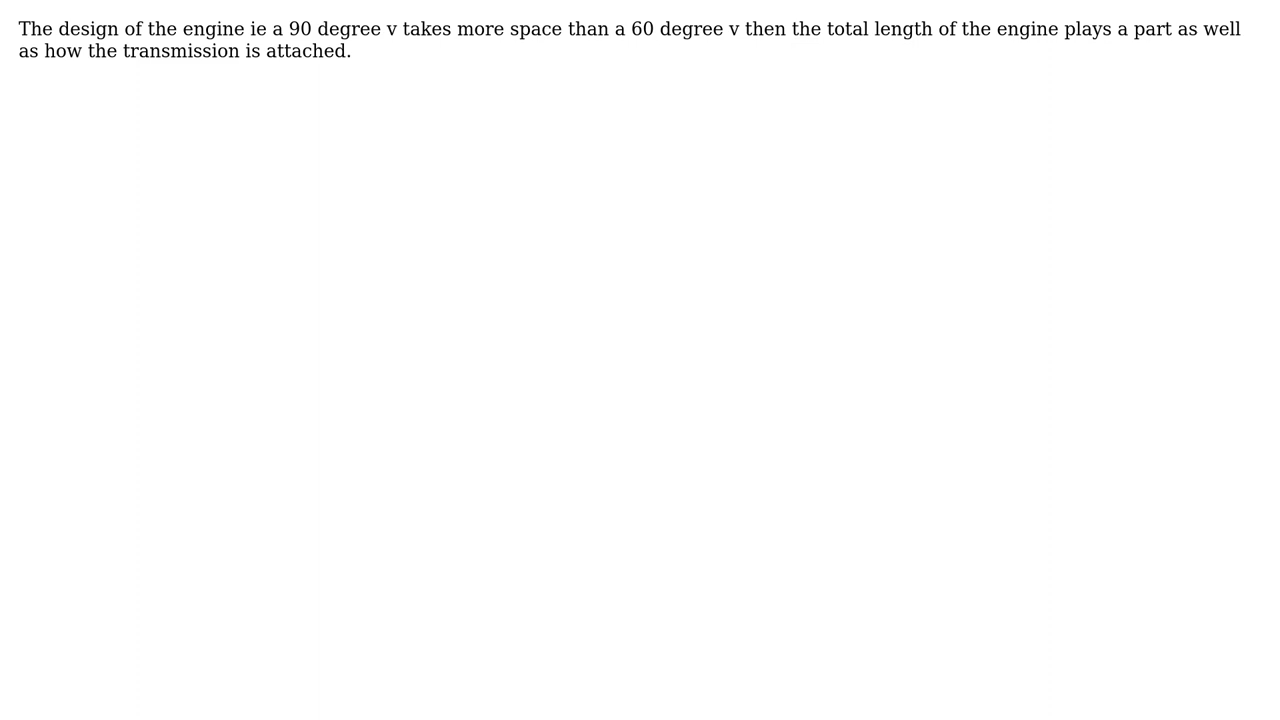 The design of the engine ie a 90 degree v takes more space than a 60 degree v then the total length of the engine plays a part as well
as how the transmission is attached.